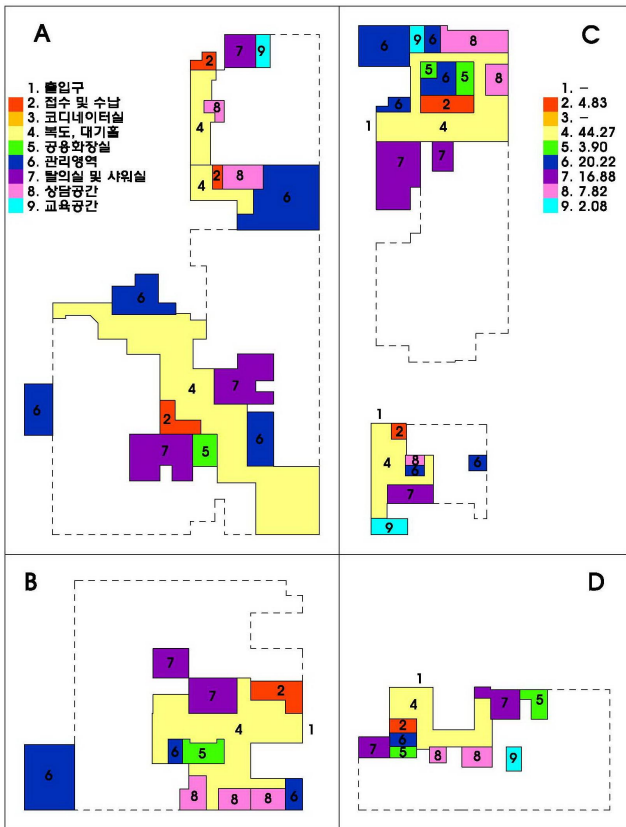 A
1. 출입구
2. 접수 및 수납
3. 코디네이터실
4. 복도, 대기홀
5. 공용화장실
6. 관리영역
7. 탈의실 및 샤워실
8. 상담공간
9. 교육공간
7 9
2
8
4
4 2 8
6
6
4
7
6
2
6
7 5
C
6 9 6 8
5 6 5 8
6 2
1 4
7 7
1. –
2. 4.83
3. –
4. 44.27
5. 3.90
6. 20.22
7. 16.88
8. 7.82
9. 2.08
1
2
4 8 6
6
7
9
B
7
7 2
4 1
6 5
6
8 8 8 6
D
1
4 7 5
2
6
7 5 8 8 9